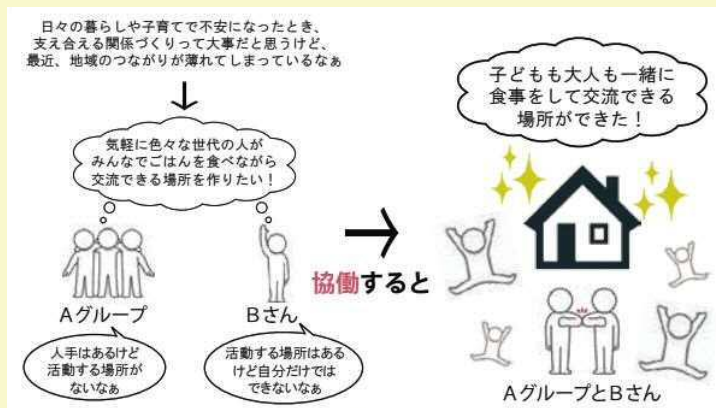 日々の暮らしや子育てで不安になったとき、
支え合える関係づくりって大事だと思うけど、
最近、地域のつながりが薄れてしまっているなぁ
気軽に色々な世代の人が
みんなでごはんを食べながら
交流できる場所を作りたい！
Aグループ
Bさん
人手はあるけど
活動する場所が
ないなぁ
活動する場所はある
けど自分だけでは
できないなぁ
協働すると
子どもも大人も一緒に
食事をして交流できる
場所ができた！
AグループとBさん